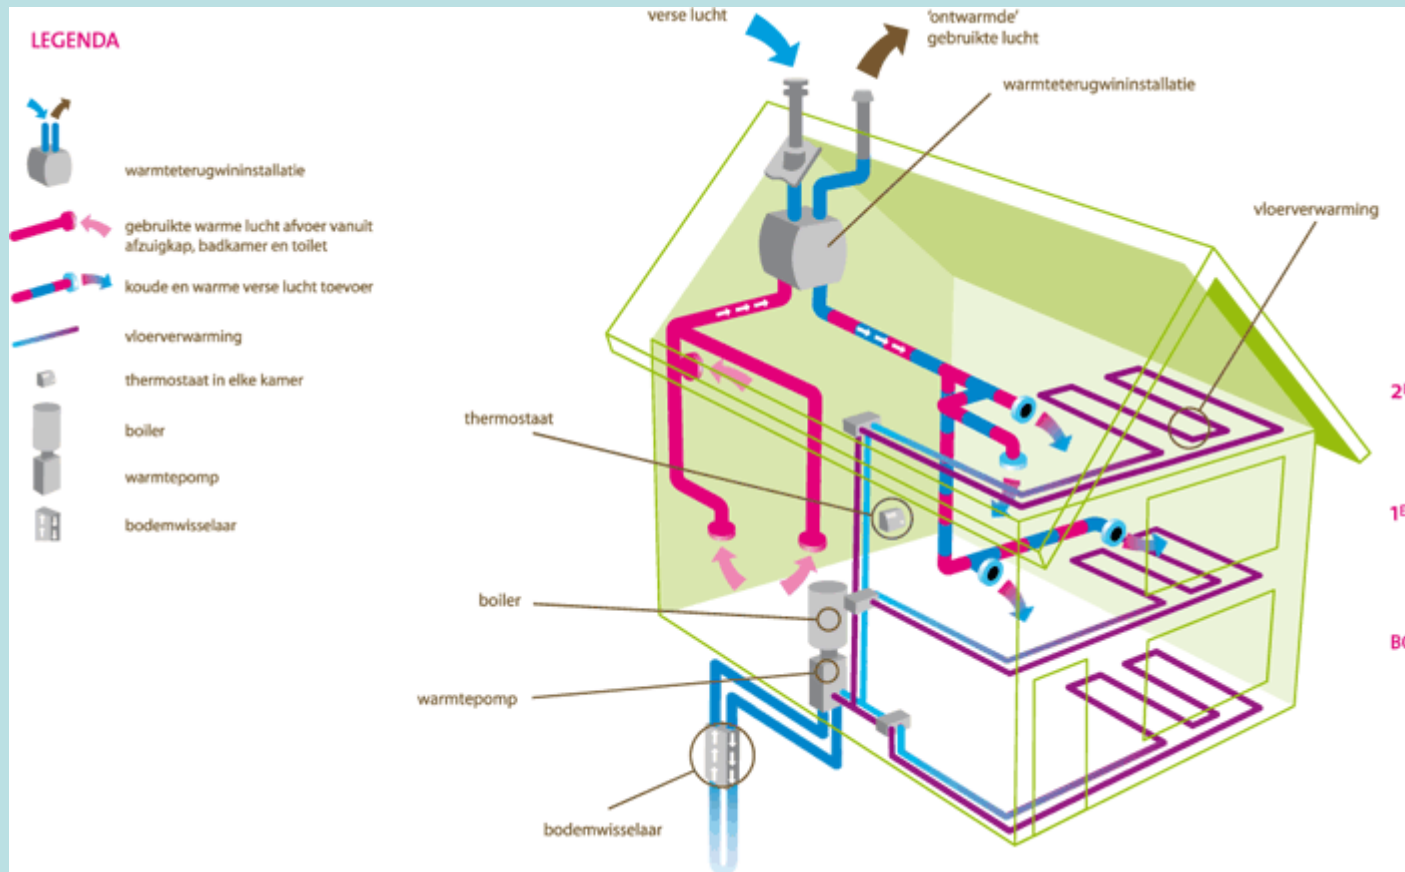 LEGENDA
warmteterugwininstallatie
gebruikte warme lucht afvoer vanuit
afzuigkap, badkamer en toilet
koude en warme verse lucht toevoer
vloerverwarming
thermostaat in elke kamer
boiler
warmtepomp
bodemwisselaar
verse lucht
'ontwarmde'
gebruikte lucht
warmteterugwininstallatie
vloerverwarming
thermostaat
boiler
warmtepomp
bodemwisselaar